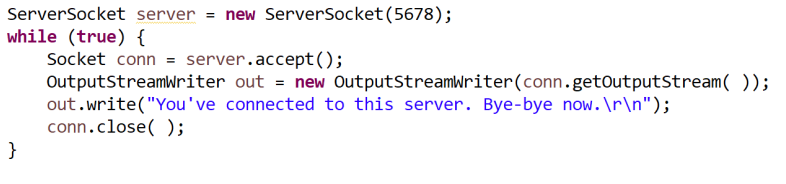 ServerSocket server = new ServerSocket(5678);
while (true) {
    Socket conn = server.accept();
    OutputStreamWriter out = new OutputStreamWriter(conn.getOutputStream( ));
    out.write("You've connected to this server. Bye-bye now.\r\n");
    conn.close( );
}